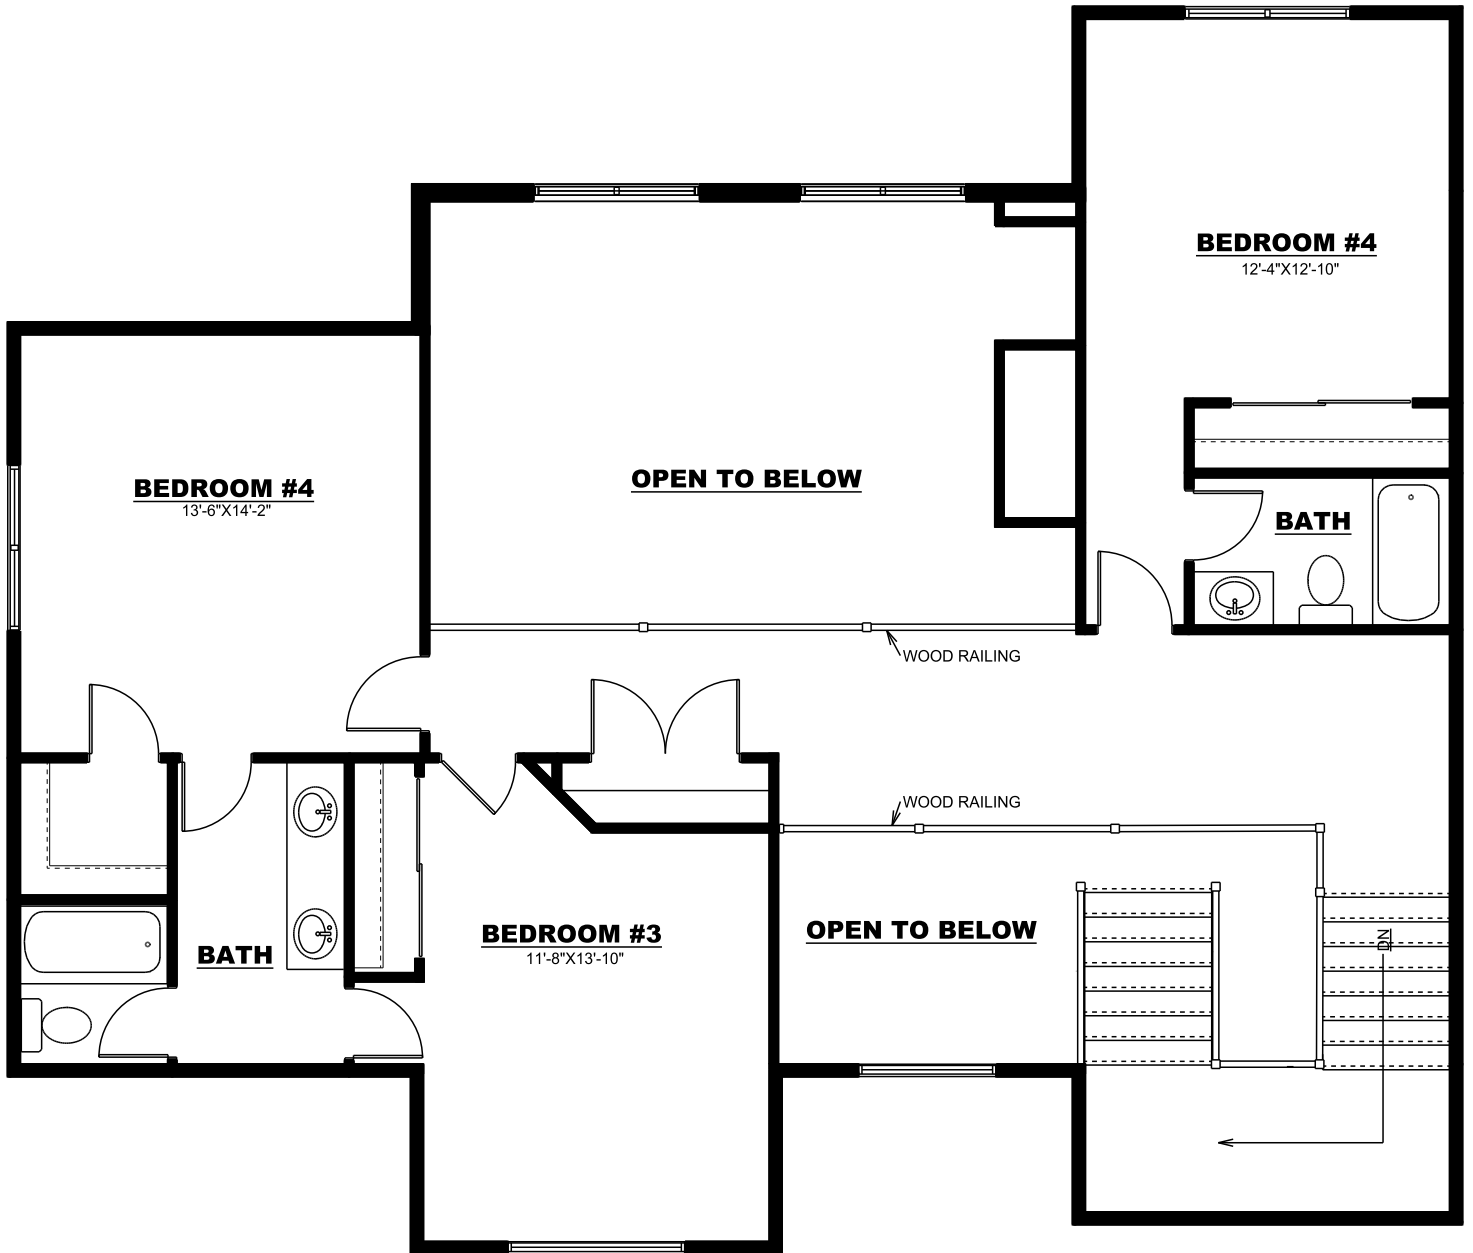 BEDROOM #4
12'-4"X12'-10"
BEDROOM #4
13'-6"X14'-2"
OPEN TO BELOW
BATH
WOOD RAILING
WOOD RAILING
BEDROOM #3
11'-8"X13'-10"
OPEN TO BELOW
DN
BATH